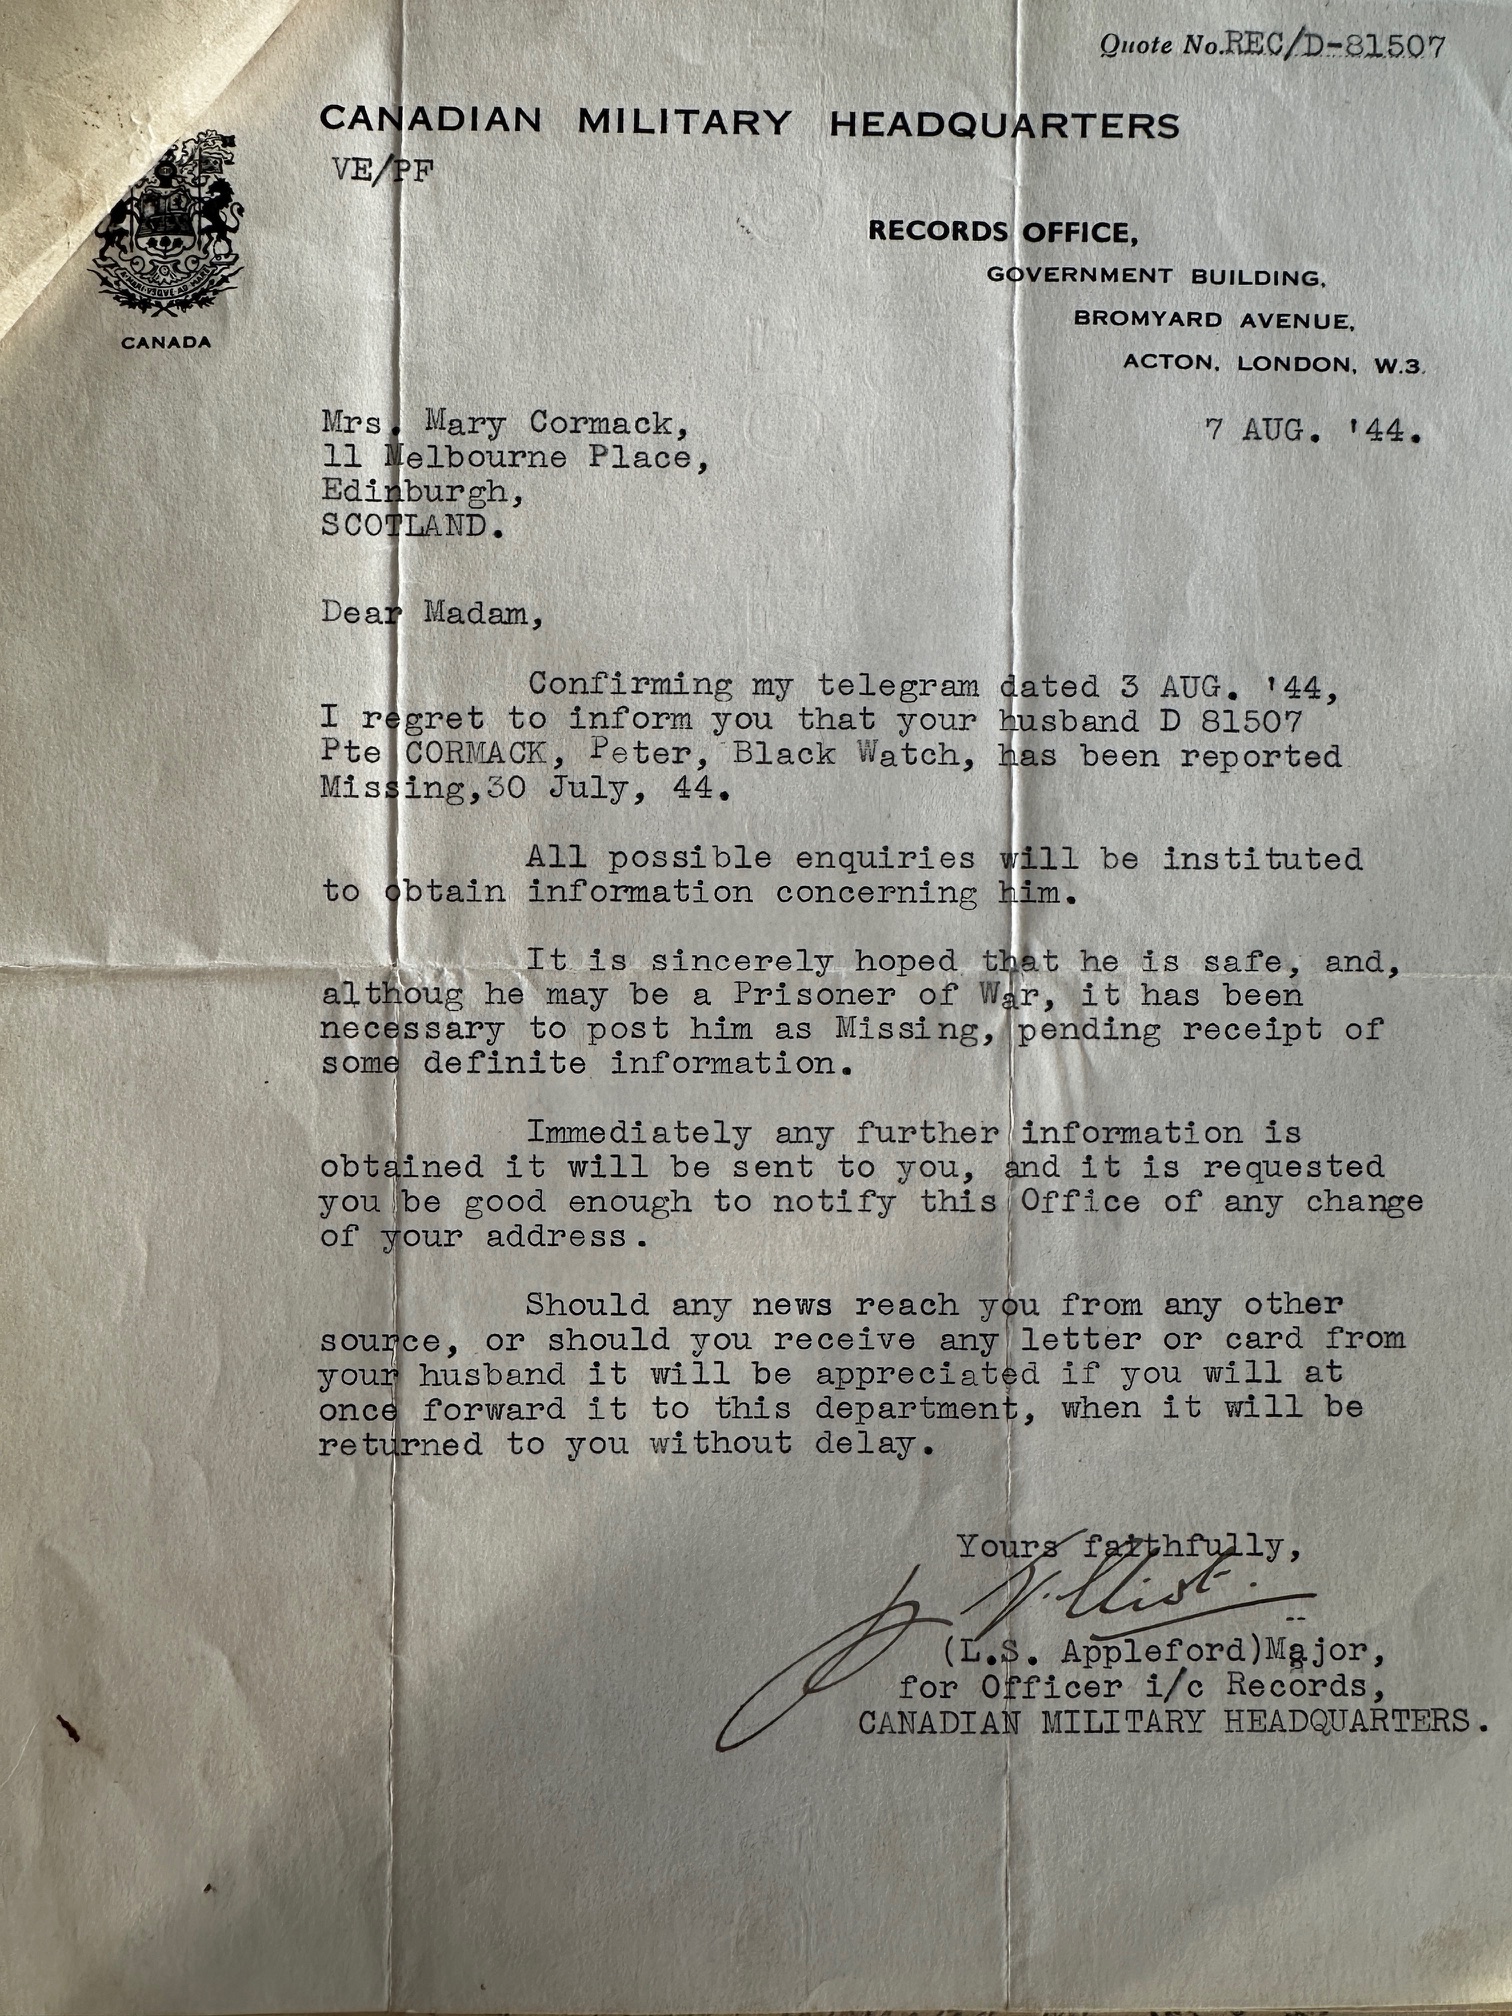 Quote No. REC/D-81507
CANADIAN MILITARY HEADQUARTERS
VE/PF
RECORDS OFFICE,
GOVERNMENT BUILDING,
BROMYARD AVENUE,
ACTON, LONDON, W.3.
CANADA
Mrs. Mary Cormack,
11 Melbourne Place,
Edinburgh,
SCOTLAND.
7 AUG. '44.
Dear Madam,
Confirming my telegram dated 3 AUG. '44,
I regret to inform you that your husband D 81507
Pte CORMACK, Peter, Black Watch, has been reported
Missing,30 July, 44.
All possible enquiries will be instituted
to obtain information concerning him.
It is sincerely hoped that he is safe, and,
althoug he may be a Prisoner of War, it has been
necessary to post him as Missing, pending receipt of
some definite information.
Immediately any further information is
obtained it will be sent to you, and it is requested
you be good enough to notify this Office of any change
of your address.
Should any news reach you from any other
source, or should you receive any letter or card from
your husband it will be appreciated if you will at
once forward it to this department, when it will be
returned to you without delay.
Yours faithfully,
(L.S. Appleford)Major,
for Officer i/c Records,
CANADIAN MILITARY HEADQUARTERS.